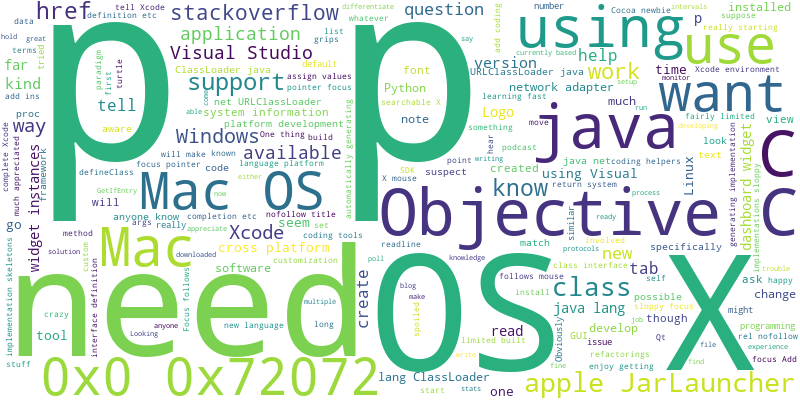 p p
OS X
need
Objective C
java
C
using
use
want
Mac OS
Mac
0x0 0x72072
class
apple JarLauncher
href
stackoverflow
question
application
Visual Studio
support
help
version
work
installed
network adapter
time
Xcode environment
URLClassLoader java
far
kind
add ins
tell Xcode
definition etc
data
hold
terms
great
tried
paradigm
first
turtle
list
grips
default
assign values
pointer focus
ClassLoader java
net URLClassLoader
system information
platform development
tell
aware
way
proc
Windows
One thing
build
available
will make
known
focus pointer
language platform
defineClass
code
automatically generating
differentiate
whatever
font
Python
searchable X
note
Cocoa newbie
number
intervals
add coding
say
really starting
p
suppose
currently based
setup
monitor
Logo
learning fast
much
run
something
move
hear
view
look
fairly limited
text
developing
podcast
point
writing
java net
coding helpers
suspect
created
know
using Visual
return system
process
Linux
generating implementation
implementations sloppy
dashboard widget
complete Xcode
much appreciated
framework
widget instances
GetIfEntry
either
anyone know
completion etc
nofollow title
will
args
really
seem
set
go
Xcode
cross platform
coding tools
readline
match
X mouse
SDK
similar
ready
involved
specifically
new
protocols
implementation skeletons
method
solution
software
customization
custom
downloaded
now
appreciate
knowledge
follows mouse
class interface
tab
possible
self
ask
happy
change
crazy
tool
interface definition
Looking
anyone
Focus follows
new language
multiple
long
create
poll
blog
make
spoiled
read
install
java lang
Obviously
though
issue
develop
GUI
Qt
might
sloppy focus
programming
rel nofollow
file
experience
trouble
job
refactorings
find
focus Add
stuff
limited built
lang ClassLoader
one
start
stats
Write
fine
enjoy getting